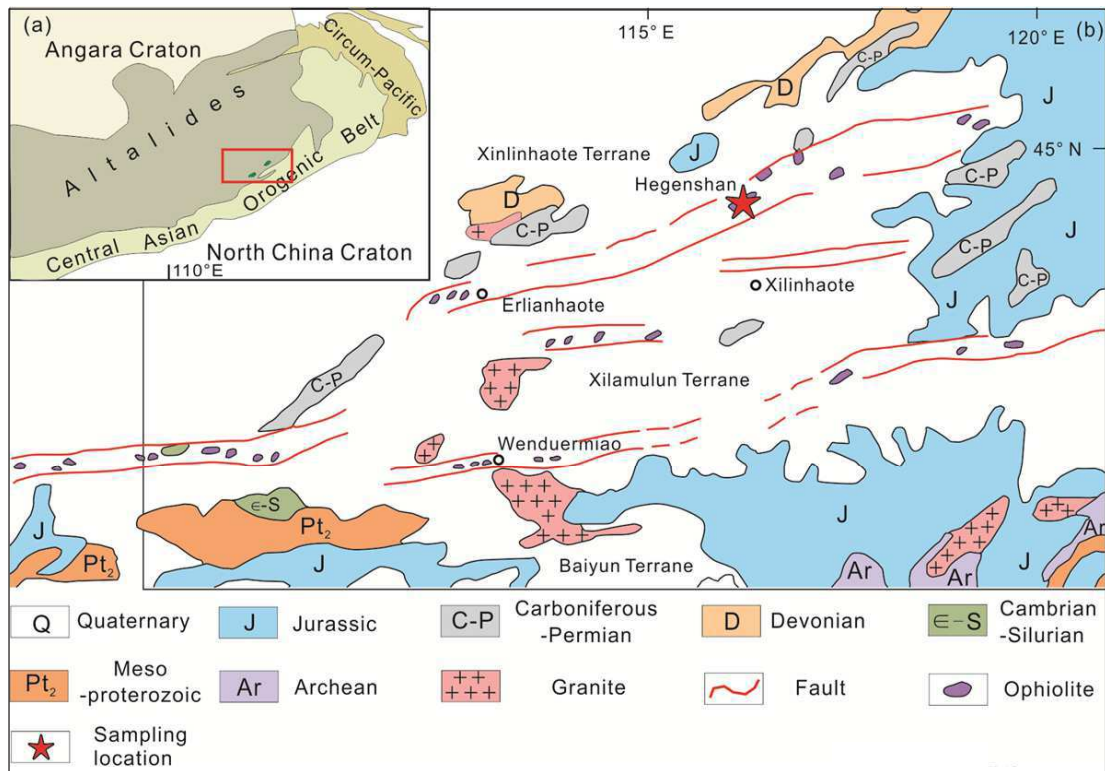 (a)
Angara Craton
Circum-Pacific
Altalides
Central Asian Orogenic Belt
North China Craton
110°E
115°E
120°E
(b)
45°N
C-P
D
J
J
Xinlinhaote Terrane
Hegenshan
C-P
D
C-P
J
C-P
C-P
Xilinhaote
Erlianhaote
J
C-P
Xilamulun Terrane
Wenduermiao
∈-S
Pt₂
J
Pt₂
J
J
Baiyun Terrane
Ar
Ar
J
Ar
Q Quaternary
J Jurassic
C-P Carboniferous
-Permian
D Devonian
∈-S Cambrian
-Silurian
Pt₂ Meso
-proterozoic
Ar Archean
Granite
Fault
Ophiolite
Sampling
location